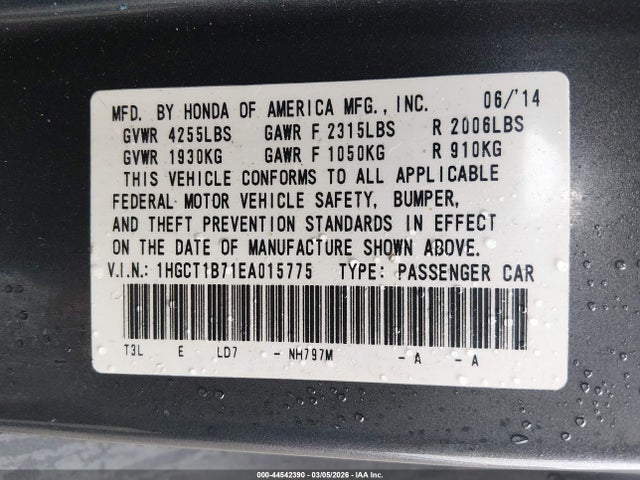 MFD. BY HONDA OF AMERICA MFG., INC. 06/'14
GVWR 4255LBS GAWR F 2315LBS R 2006LBS
GVWR 1930KG GAWR F 1050KG R 910KG
THIS VEHICLE CONFORMS TO ALL APPLICABLE
FEDERAL MOTOR VEHICLE SAFETY, BUMPER,
AND THEFT PREVENTION STANDARDS IN EFFECT
ON THE DATE OF MANUFACTURE SHOWN ABOVE.
V.I.N.: 1HGCT1B71EA015775 TYPE: PASSENGER CAR
T3L E LD7 - NH797M - A - A
000-44542390 - 03/05/2026 - IAA Inc.